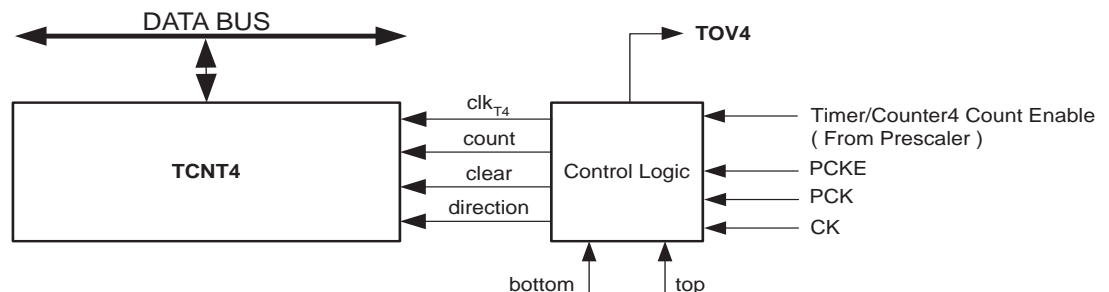 DATA BUS
TOV4
clkT4
count
clear
direction
TCNT4
Control Logic
Timer/Counter4 Count Enable
( From Prescaler )
PCKE
PCK
CK
bottom
top